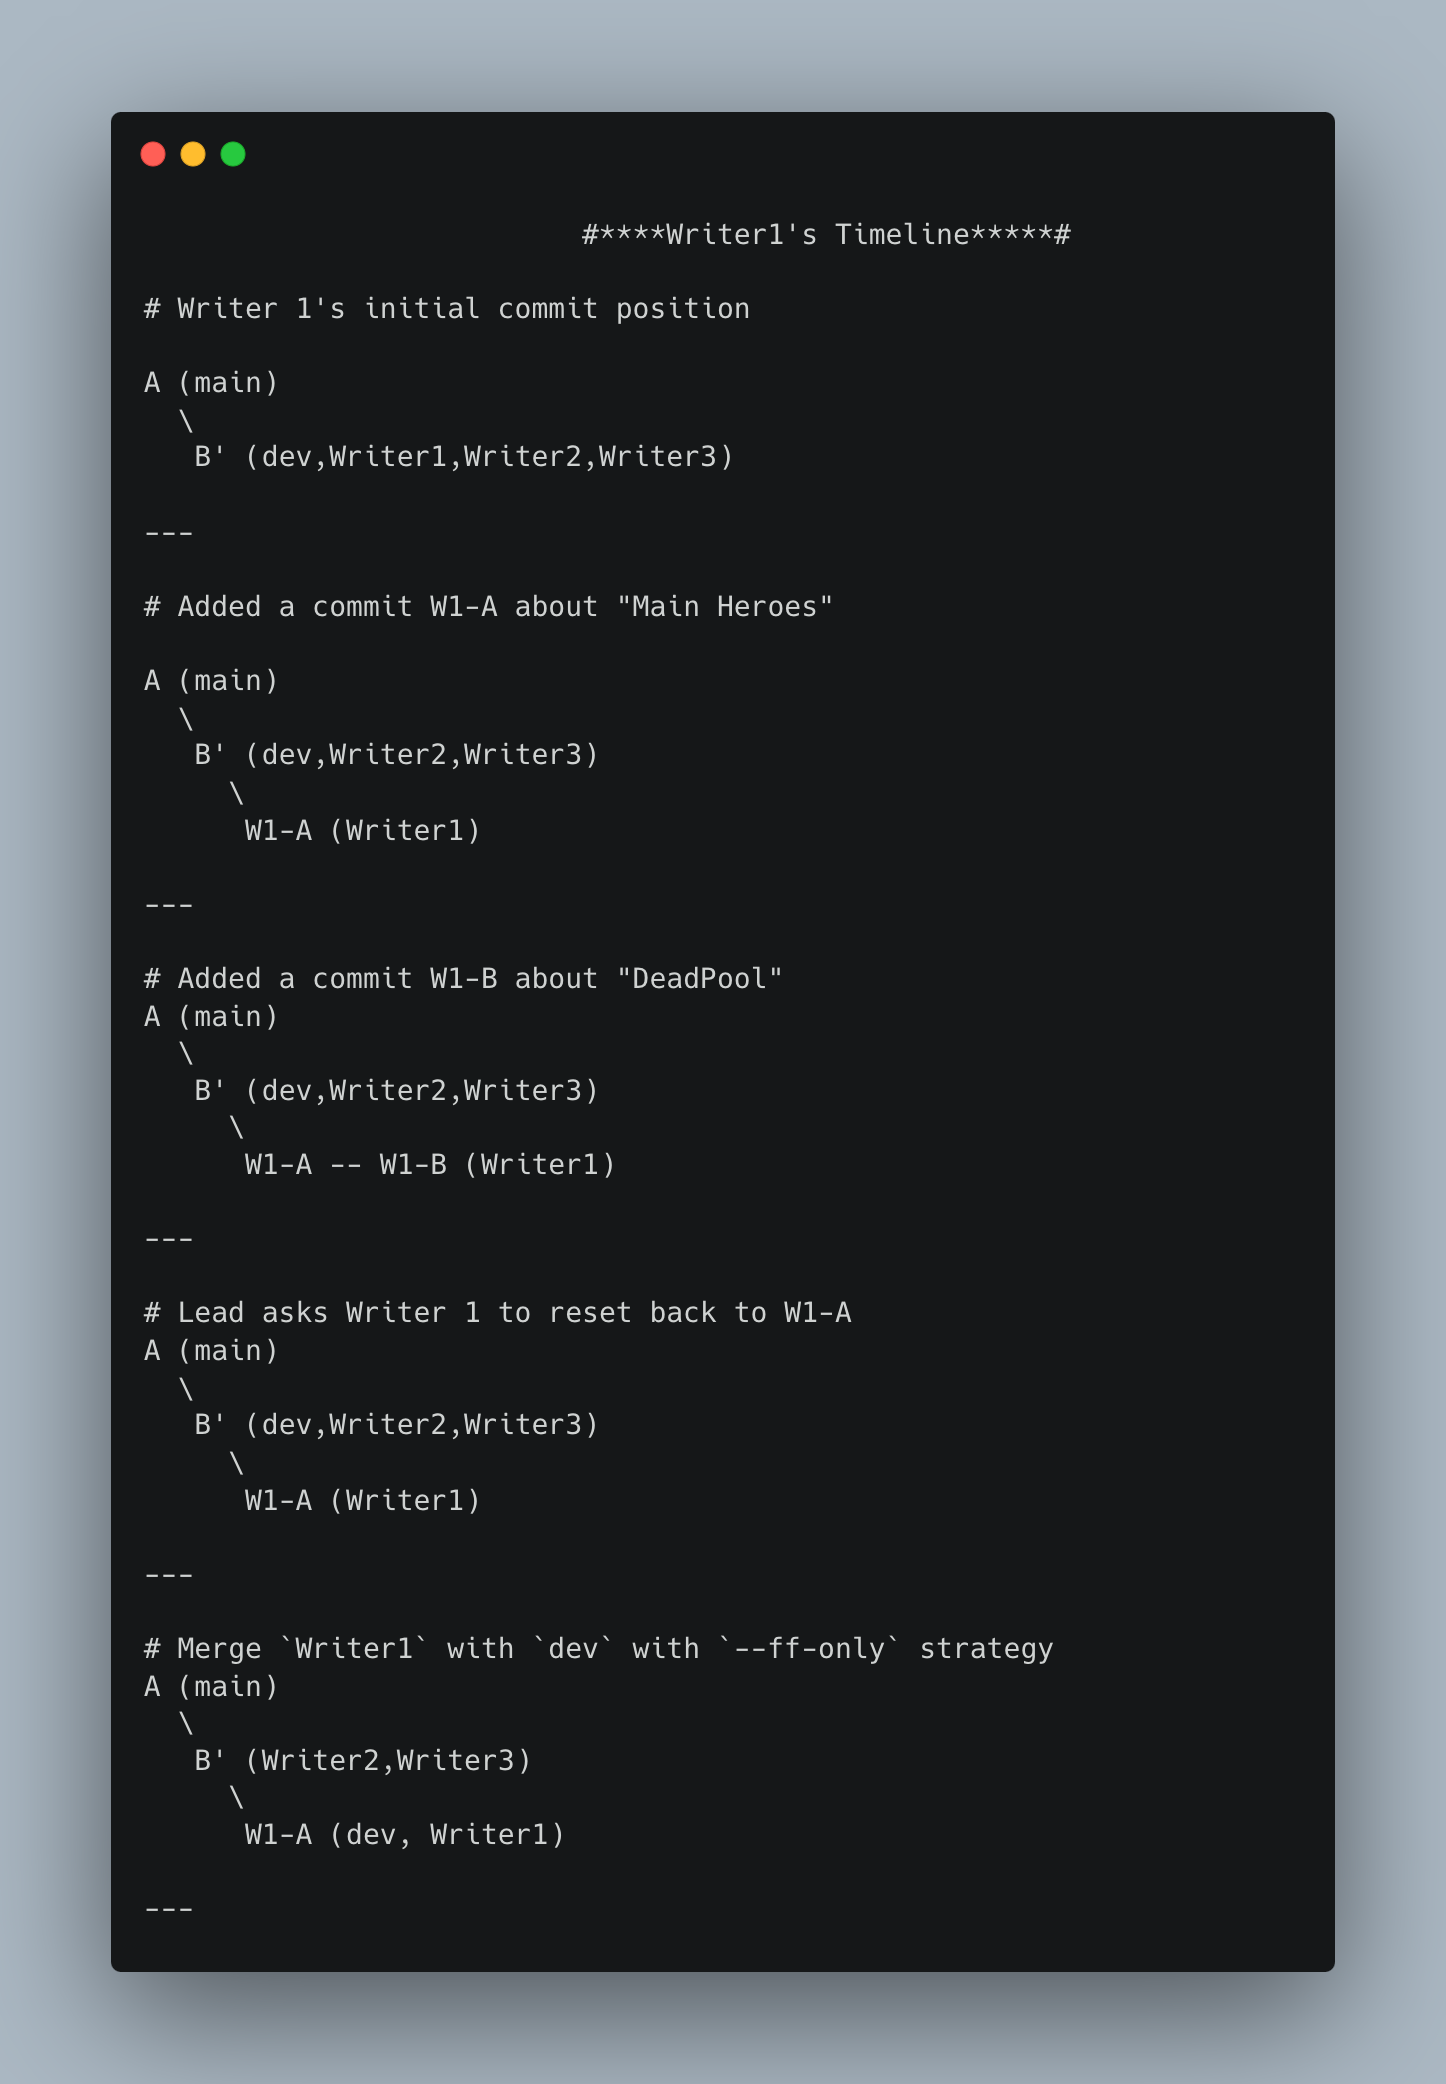 #****Writer1's Timeline*****#
# Writer 1's initial commit position
A (main)
  \
   B' (dev,Writer1,Writer2,Writer3)
---
# Added a commit W1-A about "Main Heroes"
A (main)
  \
   B' (dev,Writer2,Writer3)
     \
      W1-A (Writer1)
---
# Added a commit W1-B about "DeadPool"
A (main)
  \
   B' (dev,Writer2,Writer3)
     \
      W1-A -- W1-B (Writer1)
---
# Lead asks Writer 1 to reset back to W1-A
A (main)
  \
   B' (dev,Writer2,Writer3)
     \
      W1-A (Writer1)
---
# Merge `Writer1` with `dev` with `--ff-only` strategy
A (main)
  \
   B' (Writer2,Writer3)
     \
      W1-A (dev, Writer1)
---